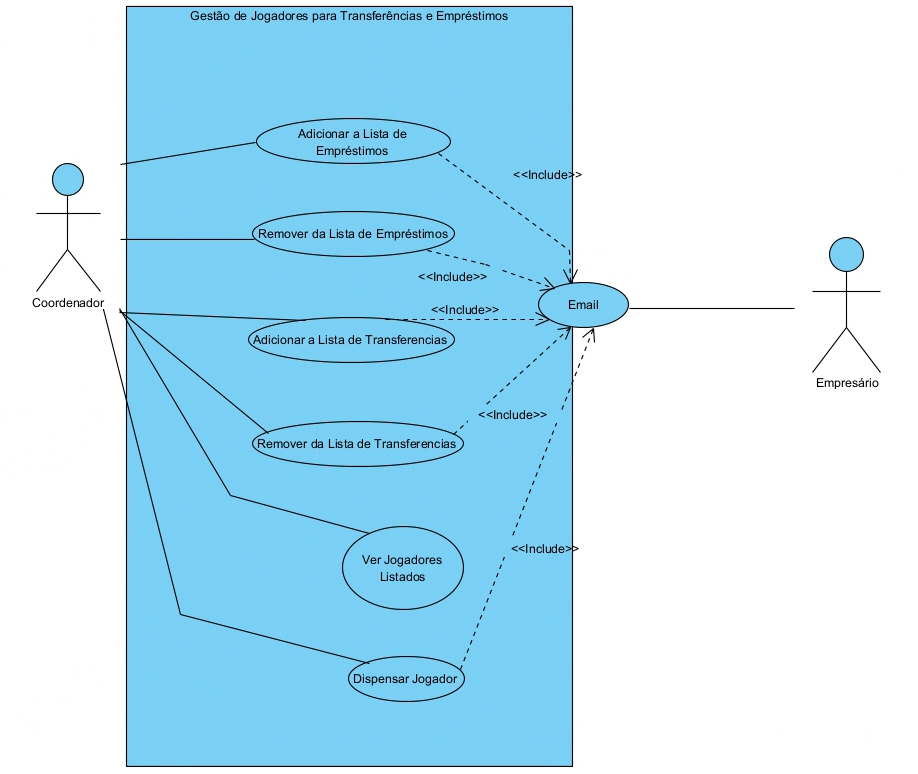 Gestão de Jogadores para Transferências e Empréstimos
Adicionar a Lista de
Empréstimos
<<Include>>
Remover da Lista de Empréstimos
<<Include>>
Coordenador
Email
<<Include>>
Adicionar a Lista de Transferencias
Empresário
<<Include>>
Remover da Lista de Transferencias
<<Include>>
Ver Jogadores
Listados
Dispensar Jogador